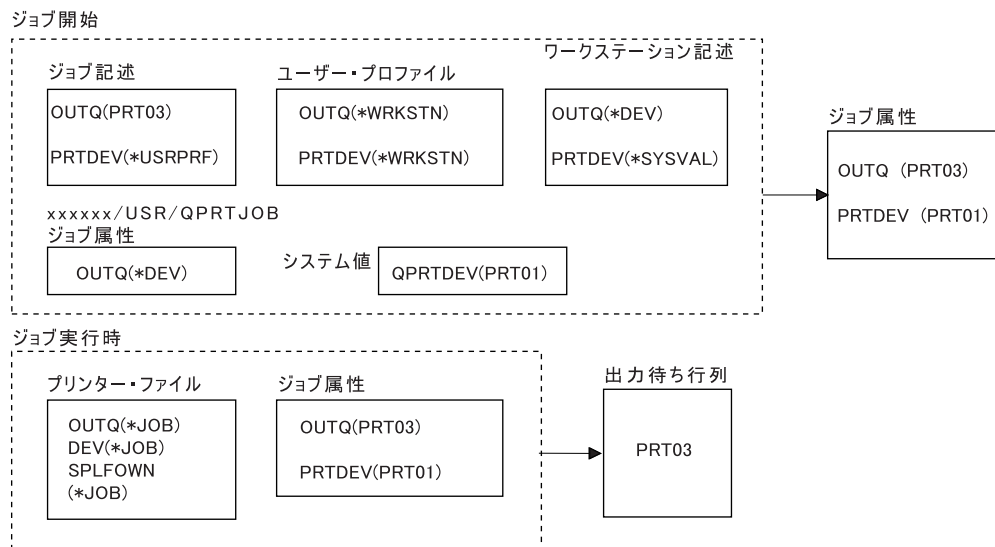 ジョブ開始
ジョブ記述
OUTQ(PRT03)
PRTDEV(*USRPRF)
ユーザー・プロファイル
OUTQ(*WRKSTN)
PRTDEV(*WRKSTN)
ワークステーション記述
OUTQ(*DEV)
PRTDEV(*SYSVAL)
xxxxxx/USR/QPRTJOB
ジョブ属性
OUTQ(*DEV)
システム値
QPRTDEV(PRT01)
ジョブ属性
OUTQ (PRT03)
PRTDEV (PRT01)
ジョブ実行時
プリンター・ファイル
OUTQ(*JOB)
DEV(*JOB)
SPLFOWN
(*JOB)
ジョブ属性
OUTQ(PRT03)
PRTDEV(PRT01)
出力待ち行列
PRT03